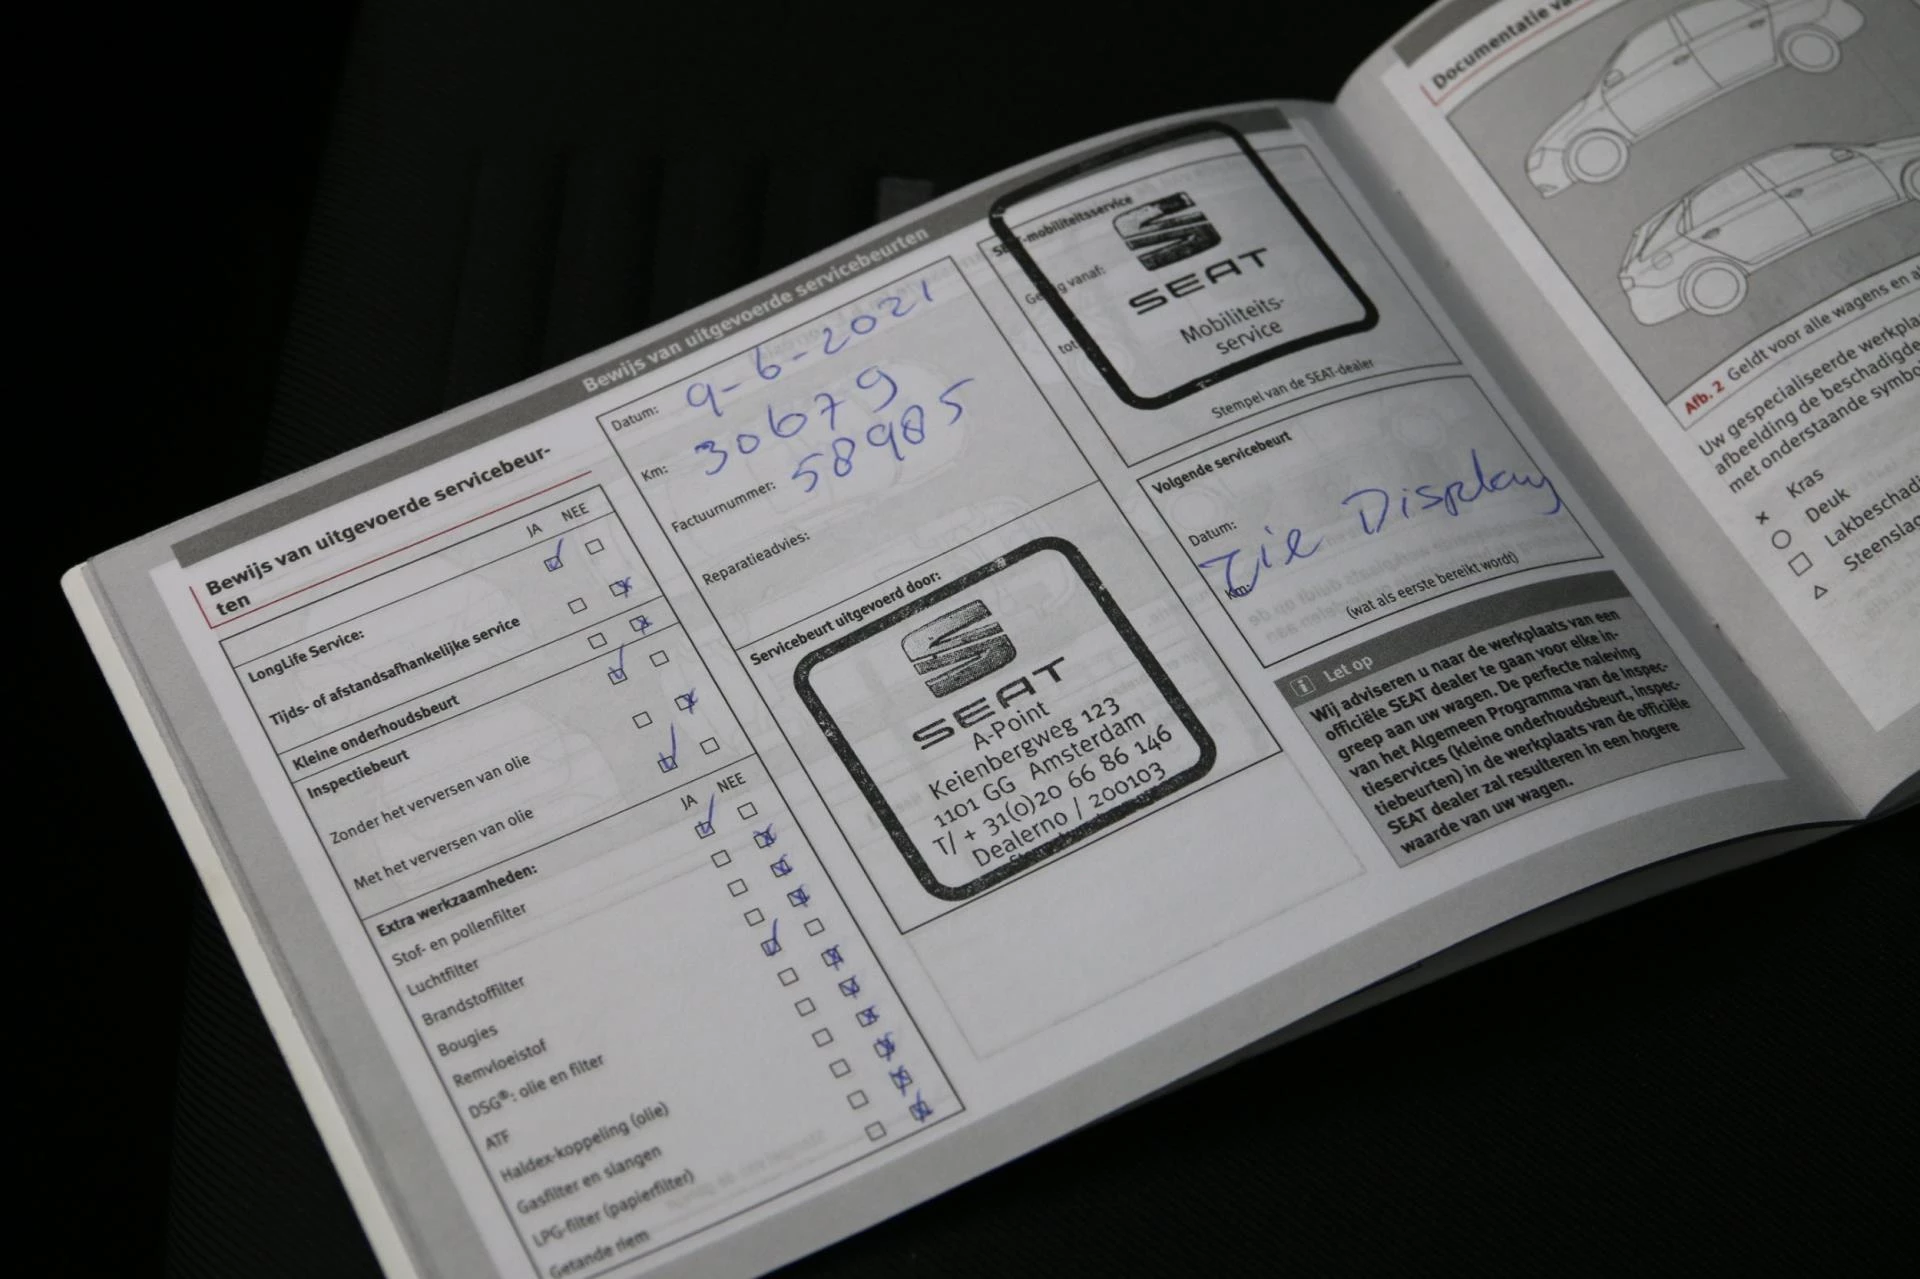 Bewijs van uitgevoerde servicebeurten
Bewijs van uitgevoerde servicebeur-
ten
JA NEE
LongLife Service:
Tijds- of afstandsafhankelijke service
Kleine onderhoudsbeurt
Inspectiebeurt
Zonder het verversen van olie
Met het verversen van olie
JA NEE
Extra werkzaamheden:
Stof- en pollenfilter
Luchtfilter
Brandstoffilter
Bougies
Remvloeistof
DSG®: olie en filter
ATF
Haldex-koppeling (olie)
Gasfilter en slangen
LPG-filter (papierfilter)
Getande riem
Datum: 9-6-2021
Km: 30679
Factuurnummer: 58985
Reparatieadvies:
Servicebeurt uitgevoerd door:
SEAT
A-Point
Keienbergweg 123
1101 GG Amsterdam
T/ + 31(0)20 66 86 146
Dealerno / 200103
-mobiliteitsservice
vanaf:
tot
SEAT
Mobiliteits-
service
Stempel van de SEAT-dealer
Volgende servicebeurt
Datum:
Zie Display
Km:
(wat als eerste bereikt wordt)
i Let op
Wij adviseren u naar de werkplaats van een
officiële SEAT dealer te gaan voor elke in-
greep aan uw wagen. De perfecte naleving
van het Algemeen Programma van de Inspec-
tieservices (kleine onderhoudsbeurt, inspec-
tiebeurten) in de werkplaats van de officiële
SEAT dealer zal resulteren in een hogere
waarde van uw wagen.
Documentatie
Afb. 2 Geldt voor alle wagens en
Uw gespecialiseerde
afbeelding de beschadigde
met onderstaande
Kras
Deuk